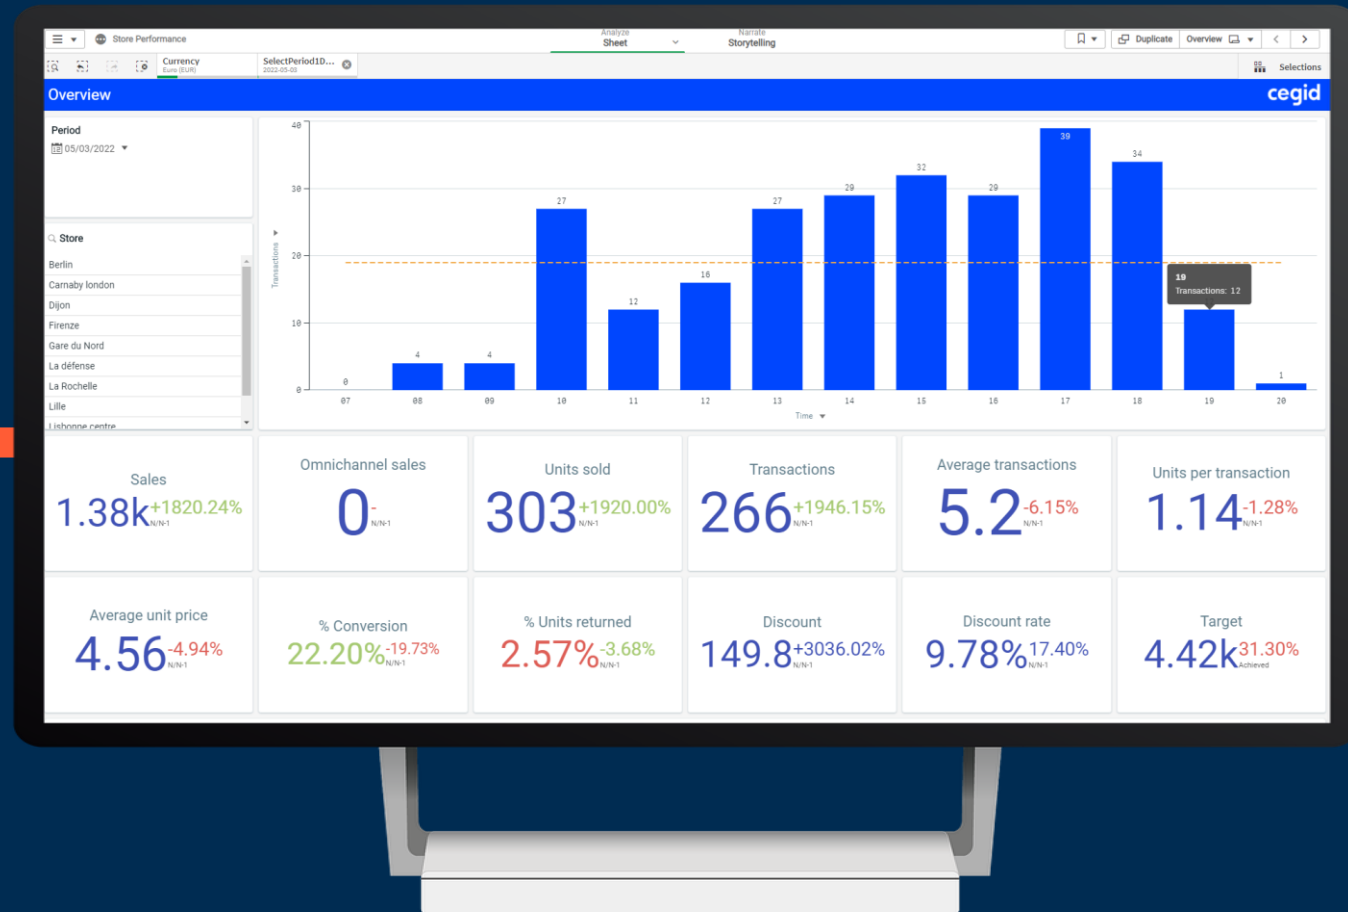 Store Performance
Analyze
Sheet
Narrate
Storytelling
Duplicate
Overview
Currency
Euro (EUR)
SelectPeriod1D...
2022-05-03
Selections
Overview
cegid
Period
05/03/2022
Store
Berlin
Carnaby london
Dijon
Firenze
Gare du Nord
La défense
La Rochelle
Lille
Lisbonne centre
Transactions
40
30
20
10
0
0
4
4
27
12
16
27
29
32
29
39
34
1
19
Transactions: 12
07 08 09 10 11 12 13 14 15 16 17 18 19 20
Time
Sales
1.38k +1820.24%
N/N-1
Omnichannel sales
0 -
N/N-1
Units sold
303 +1920.00%
N/N-1
Transactions
266 +1946.15%
N/N-1
Average transactions
5.2 -6.15%
N/N-1
Units per transaction
1.14 -1.28%
N/N-1
Average unit price
4.56 -4.94%
N/N-1
% Conversion
22.20% -19.73%
N/N-1
% Units returned
2.57% -3.68%
N/N-1
Discount
149.8 +3036.02%
N/N-1
Discount rate
9.78% 17.40%
N/N-1
Target
4.42k 31.30%
Achieved